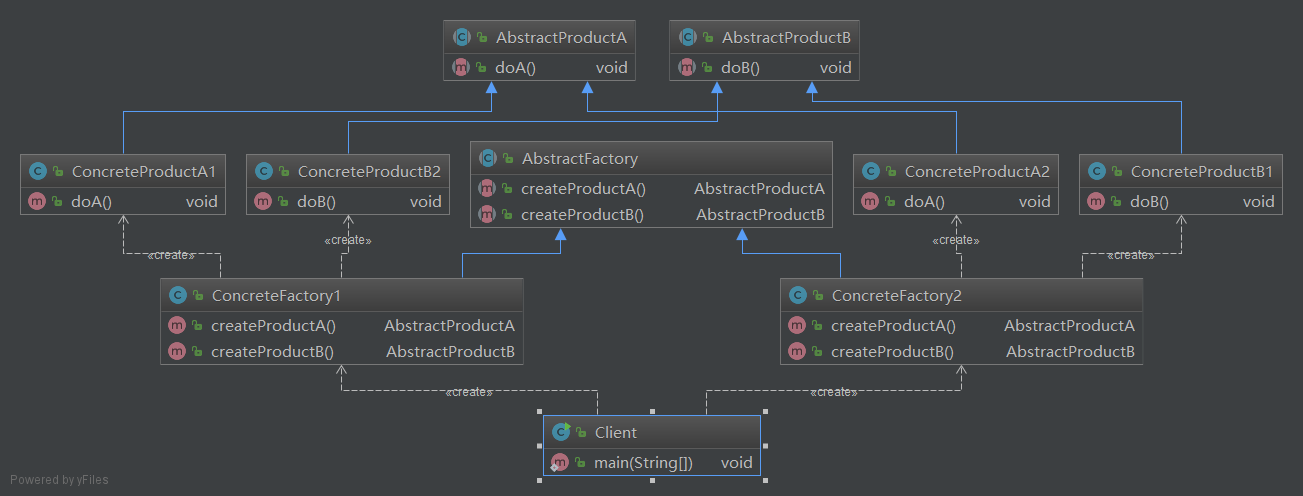 AbstractProductA
doA() void
AbstractProductB
doB() void
ConcreteProductA1
doA() void
ConcreteProductB2
doB() void
AbstractFactory
createProductA() AbstractProductA
createProductB() AbstractProductB
ConcreteProductA2
doA() void
ConcreteProductB1
doB() void
«create»
«create»
«create»
«create»
ConcreteFactory1
createProductA() AbstractProductA
createProductB() AbstractProductB
ConcreteFactory2
createProductA() AbstractProductA
createProductB() AbstractProductB
«create»
«create»
Client
main(String[]) void
Powered by yFiles